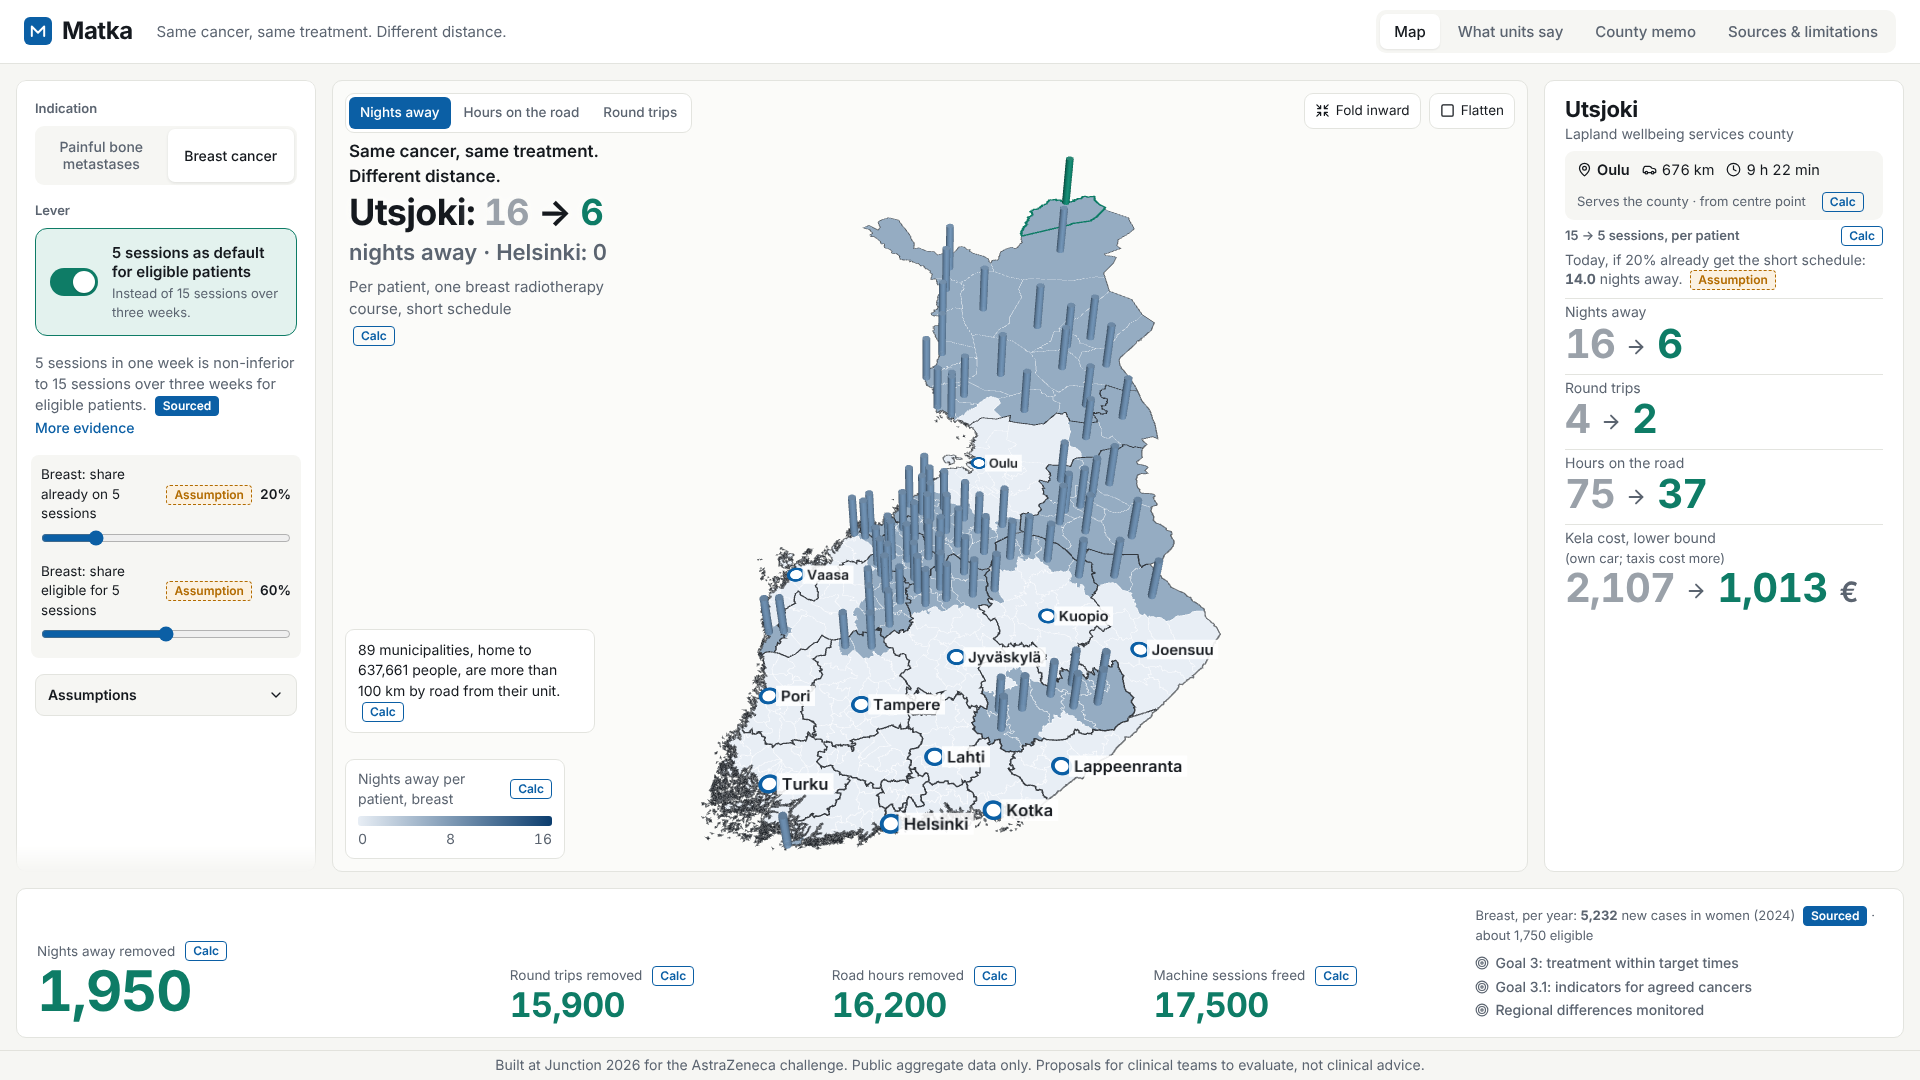 Matka
Same cancer, same treatment. Different distance.
Map
What units say
County memo
Sources & limitations
Indication
Painful bone
metastases
Breast cancer
Lever
5 sessions as default
for eligible patients
Instead of 15 sessions over
three weeks.
5 sessions in one week is non-inferior
to 15 sessions over three weeks for
eligible patients. Sourced
More evidence
Breast: share
already on 5
sessions
Assumption 20%
Breast: share
eligible for 5
sessions
Assumption 60%
Assumptions
Nights away
Hours on the road
Round trips
Fold inward
Flatten
Same cancer, same treatment.
Different distance.
Utsjoki: 16 → 6
nights away · Helsinki: 0
Per patient, one breast radiotherapy
course, short schedule
Calc
89 municipalities, home to
637,661 people, are more than
100 km by road from their unit.
Calc
Nights away per
patient, breast
Calc
0 8 16
Oulu
Vaasa
Kuopio
Jyväskylä
Joensuu
Pori
Tampere
Lahti
Lappeenranta
Turku
Kotka
Helsinki
Utsjoki
Lapland wellbeing services county
Oulu 676 km 9 h 22 min
Serves the county · from centre point Calc
15 → 5 sessions, per patient Calc
Today, if 20% already get the short schedule:
14.0 nights away. Assumption
Nights away
16 → 6
Round trips
4 → 2
Hours on the road
75 → 37
Kela cost, lower bound
(own car; taxis cost more)
2,107 → 1,013 €
Nights away removed Calc
1,950
Round trips removed Calc
15,900
Road hours removed Calc
16,200
Machine sessions freed Calc
17,500
Breast, per year: 5,232 new cases in women (2024) Sourced ·
about 1,750 eligible
Goal 3: treatment within target times
Goal 3.1: indicators for agreed cancers
Regional differences monitored
Built at Junction 2026 for the AstraZeneca challenge. Public aggregate data only. Proposals for clinical teams to evaluate, not clinical advice.